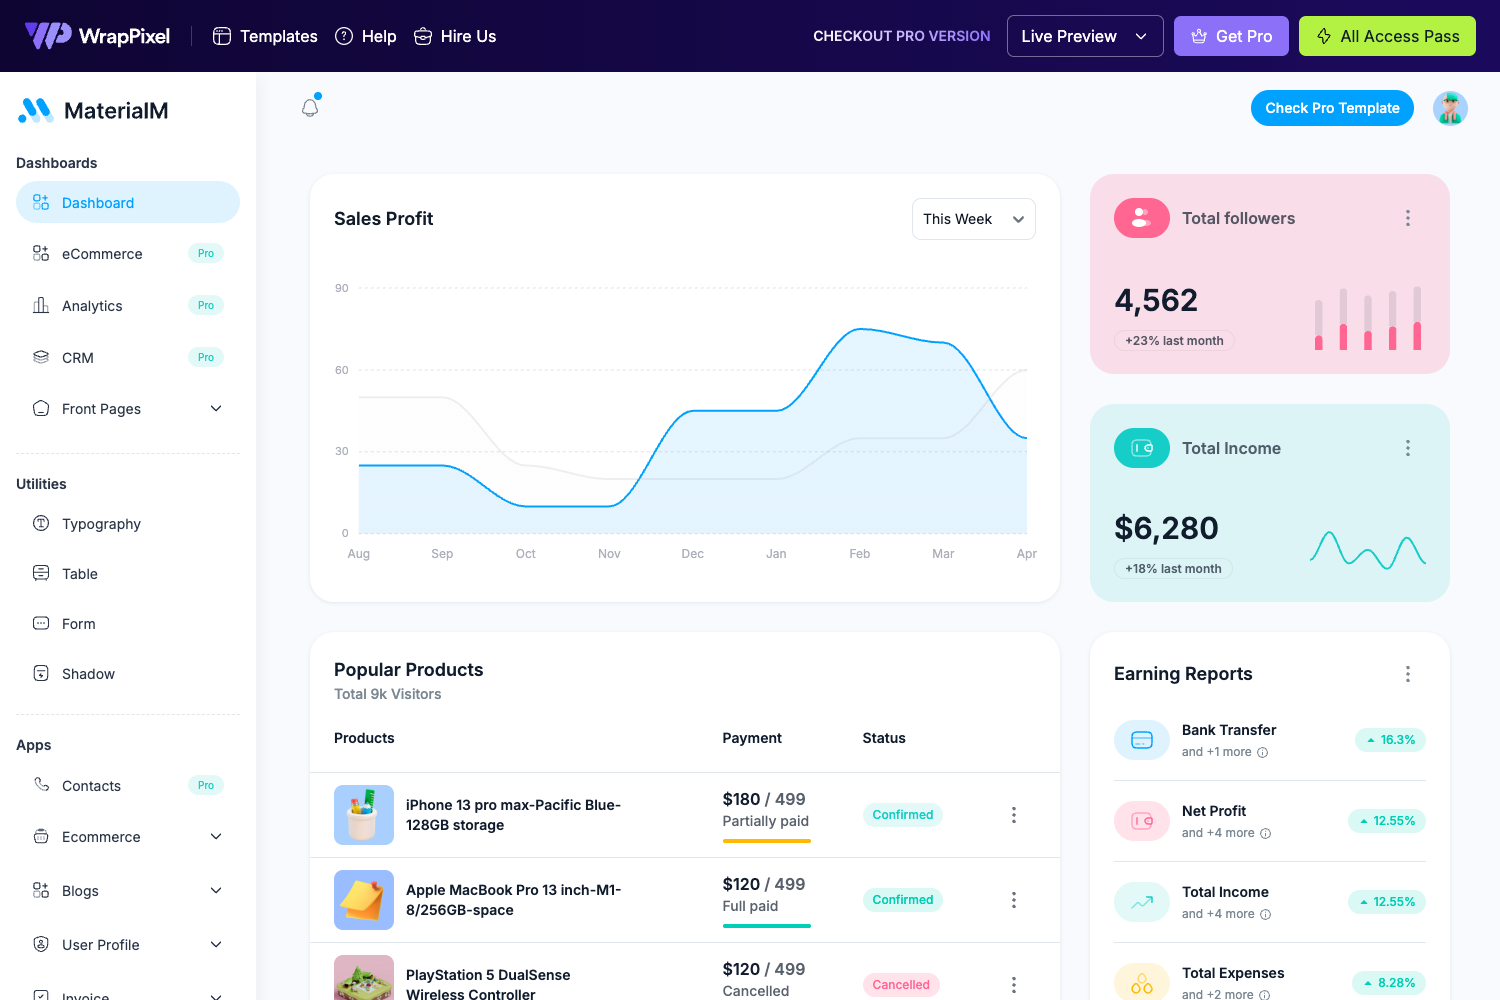 WrapPixel
Templates
Help
Hire Us
CHECKOUT PRO VERSION
Live Preview
Get Pro
All Access Pass
MaterialM
Check Pro Template
Dashboards
Dashboard
eCommerce
Pro
Analytics
Pro
CRM
Pro
Front Pages
Utilities
Typography
Table
Form
Shadow
Apps
Contacts
Pro
Ecommerce
Blogs
User Profile
Invoice
Sales Profit
This Week
90
60
30
0
Aug
Sep
Oct
Nov
Dec
Jan
Feb
Mar
Apr
Total followers
4,562
+23% last month
Total Income
$6,280
+18% last month
Popular Products
Total 9k Visitors
Products
Payment
Status
iPhone 13 pro max-Pacific Blue-
128GB storage
$180 / 499
Partially paid
Confirmed
Apple MacBook Pro 13 inch-M1-
8/256GB-space
$120 / 499
Full paid
Confirmed
PlayStation 5 DualSense
Wireless Controller
$120 / 499
Cancelled
Cancelled
Earning Reports
Bank Transfer
and +1 more
16.3%
Net Profit
and +4 more
12.55%
Total Income
and +4 more
12.55%
Total Expenses
and +2 more
8.28%